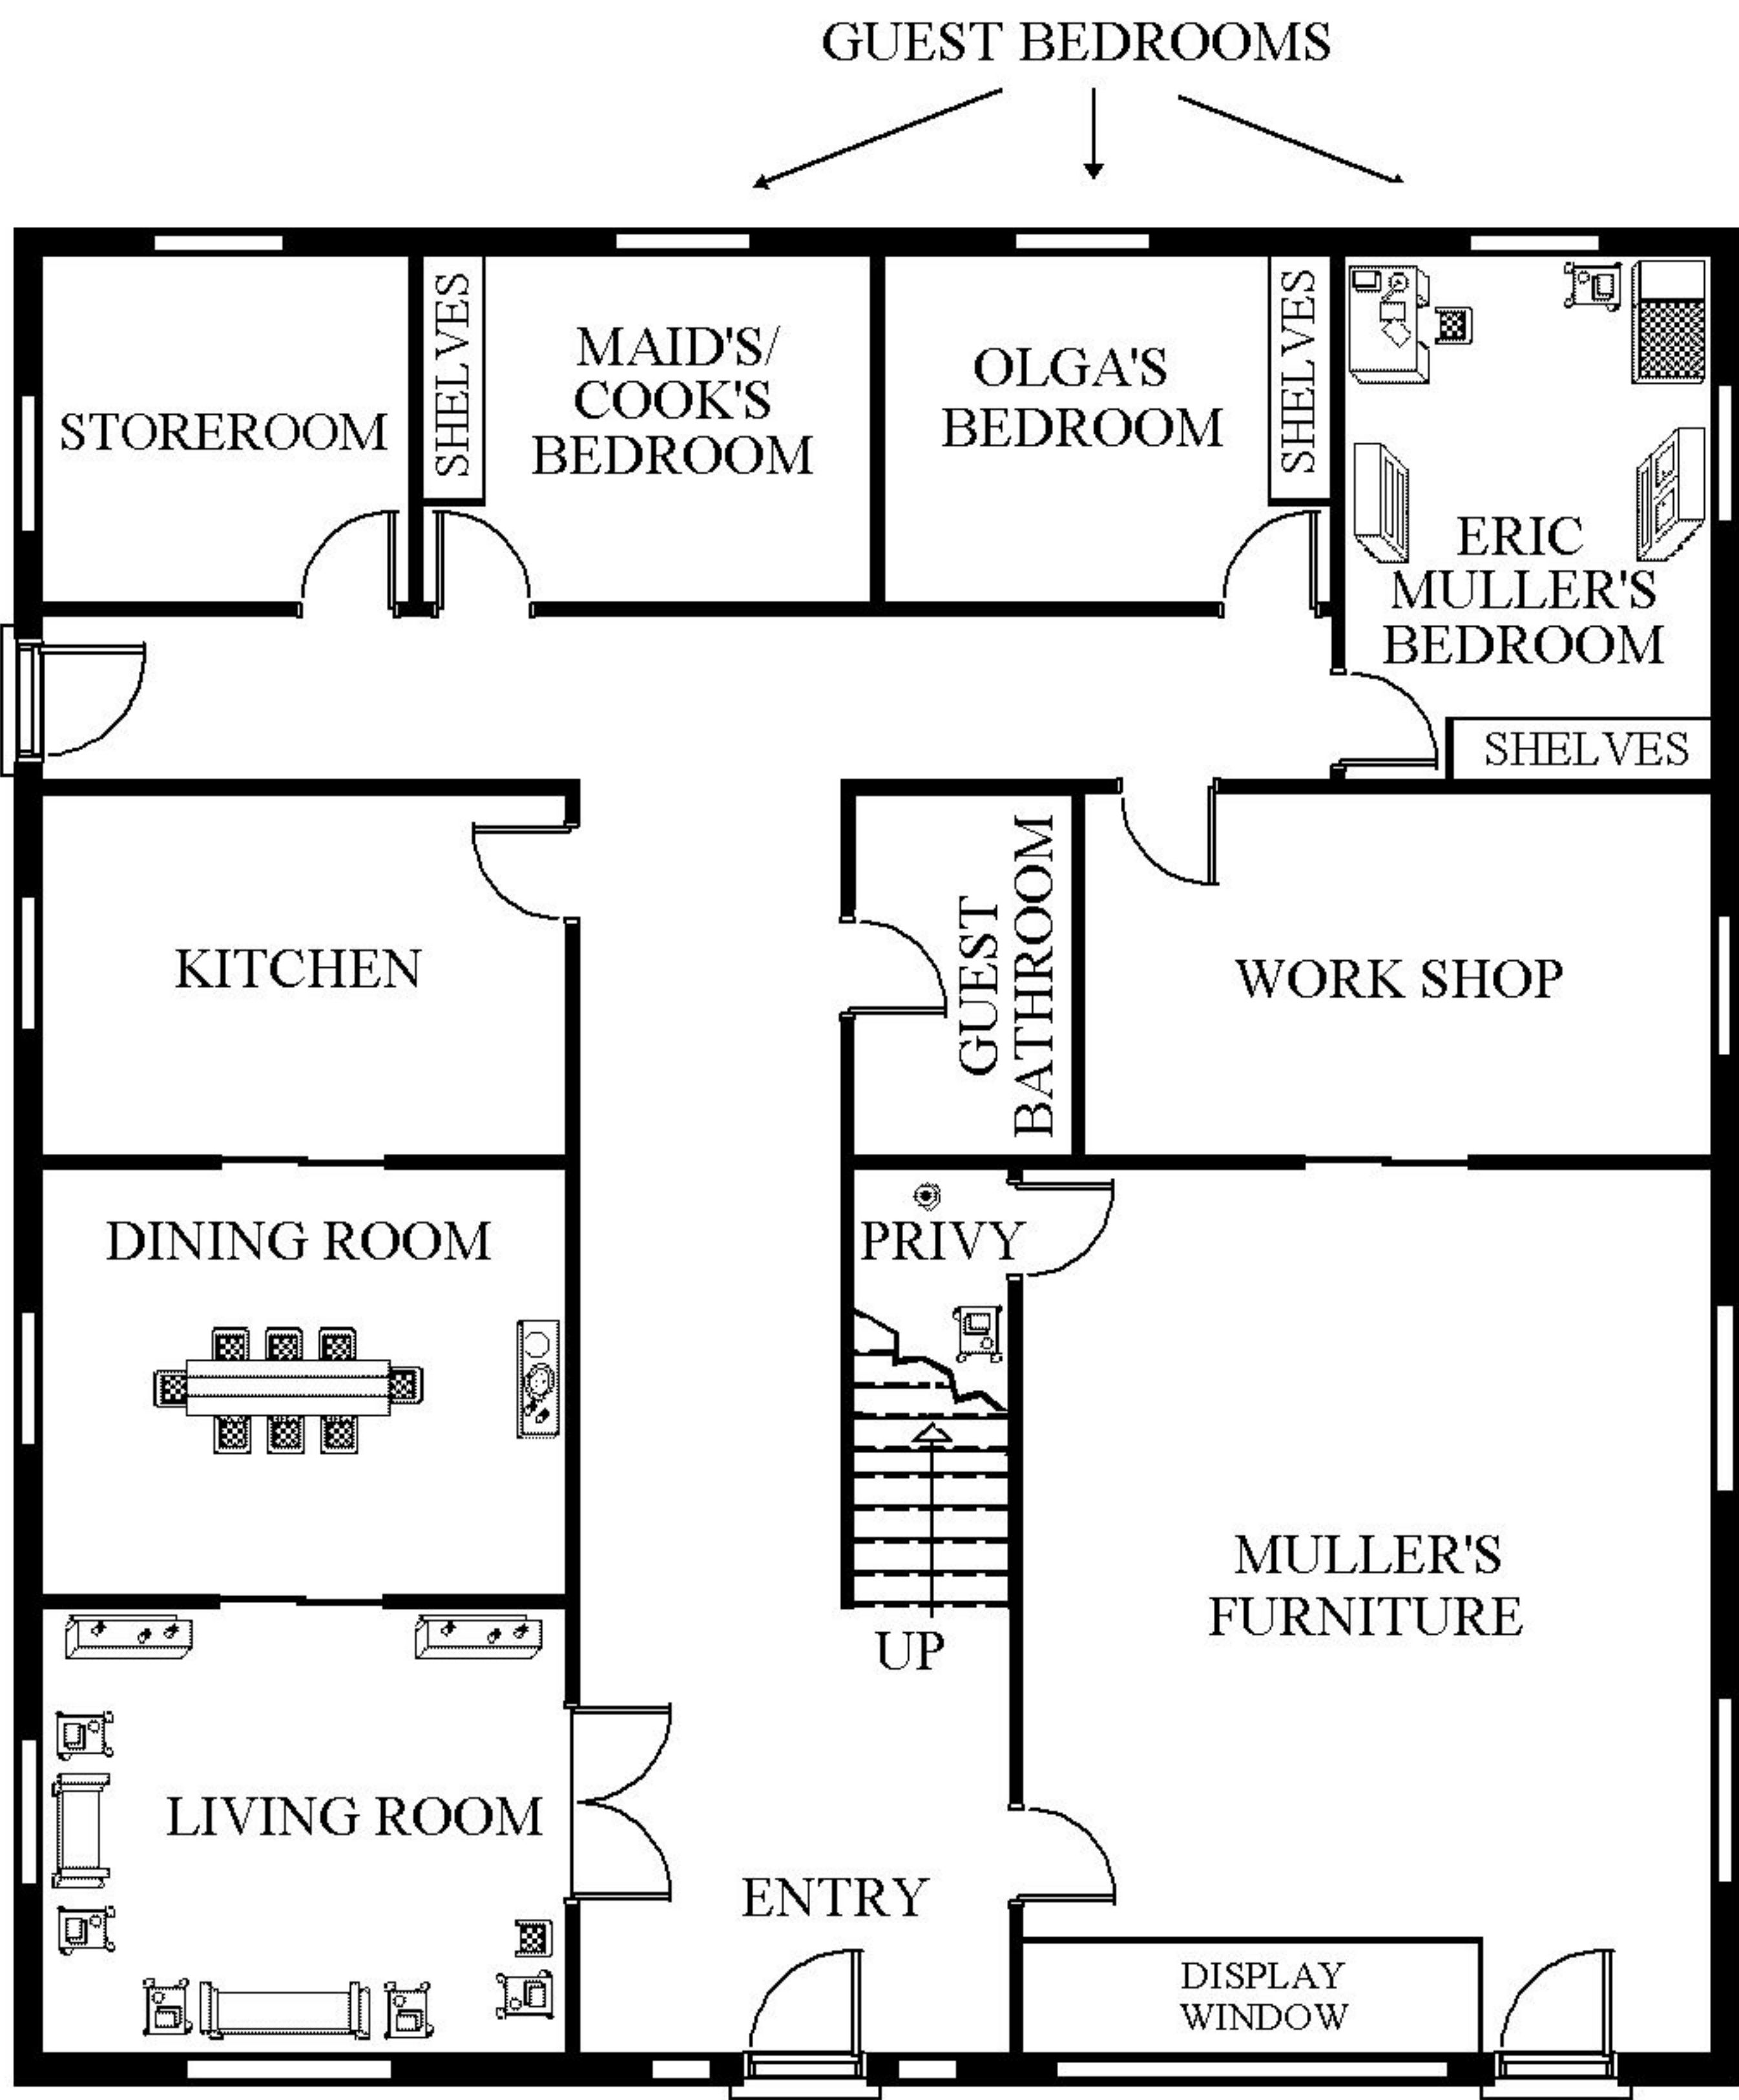 GUEST BEDROOMS
STOREROOM
SHELVES
MAID'S/
COOK'S
BEDROOM
OLGA'S
BEDROOM
SHELVES
ERIC
MULLER'S
BEDROOM
SHELVES
KITCHEN
GUEST
BATHROOM
WORK SHOP
DINING ROOM
PRIVY
MULLER'S
FURNITURE
UP
LIVING ROOM
ENTRY
DISPLAY
WINDOW